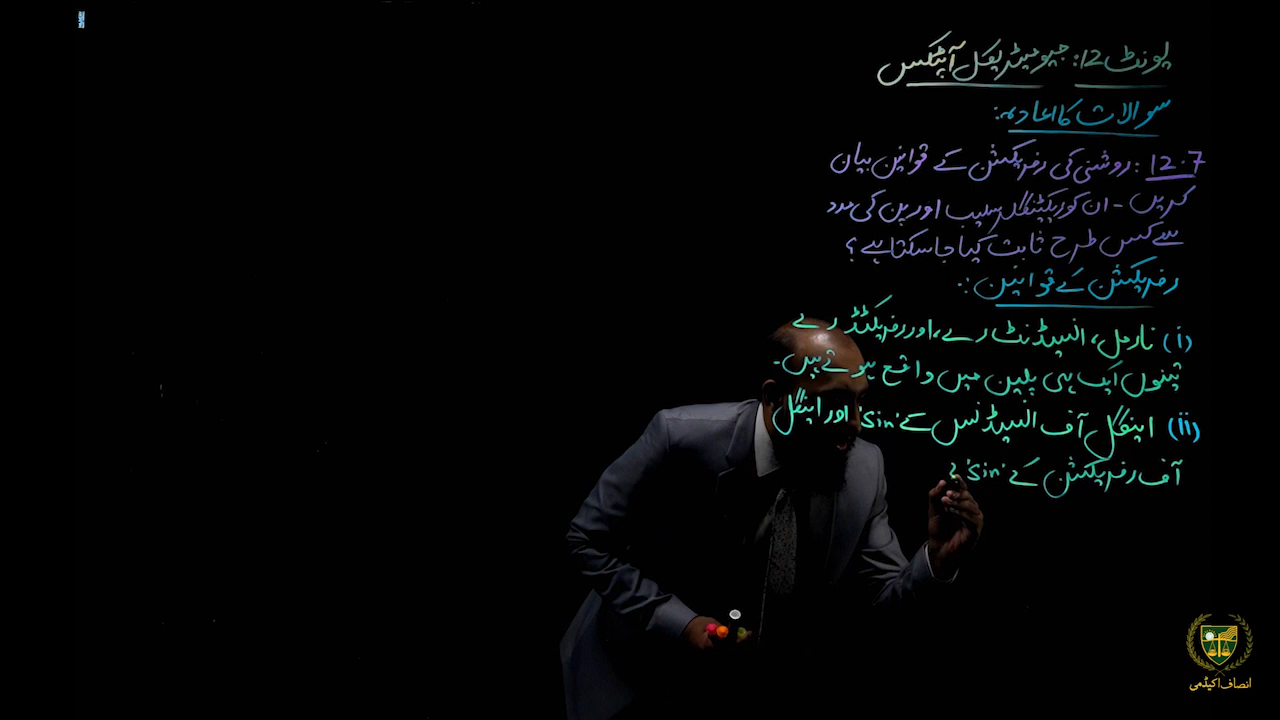 یونٹ 12: جیومیٹریکل آپٹکس
سوالات کا اعادہ:
12.7: روشنی کی رفریکشن کے قوانین بیان
کریں - ان کو ریکٹینگلر سلیب اور پن کی مدد
سے کس طرح ثابت کیا جا سکتا ہے؟
رفریکشن کے قوانین:
(i) نارمل، انسیڈنٹ رے، اور رفریکٹڈ رے
تینوں ایک ہی پلین میں واقع ہوتے ہیں۔
(ii) اینگل آف انسیڈنس کے 'Sin' اور اینگل
آف رفریکشن کے 'Sin'
انصاف اکیڈمی